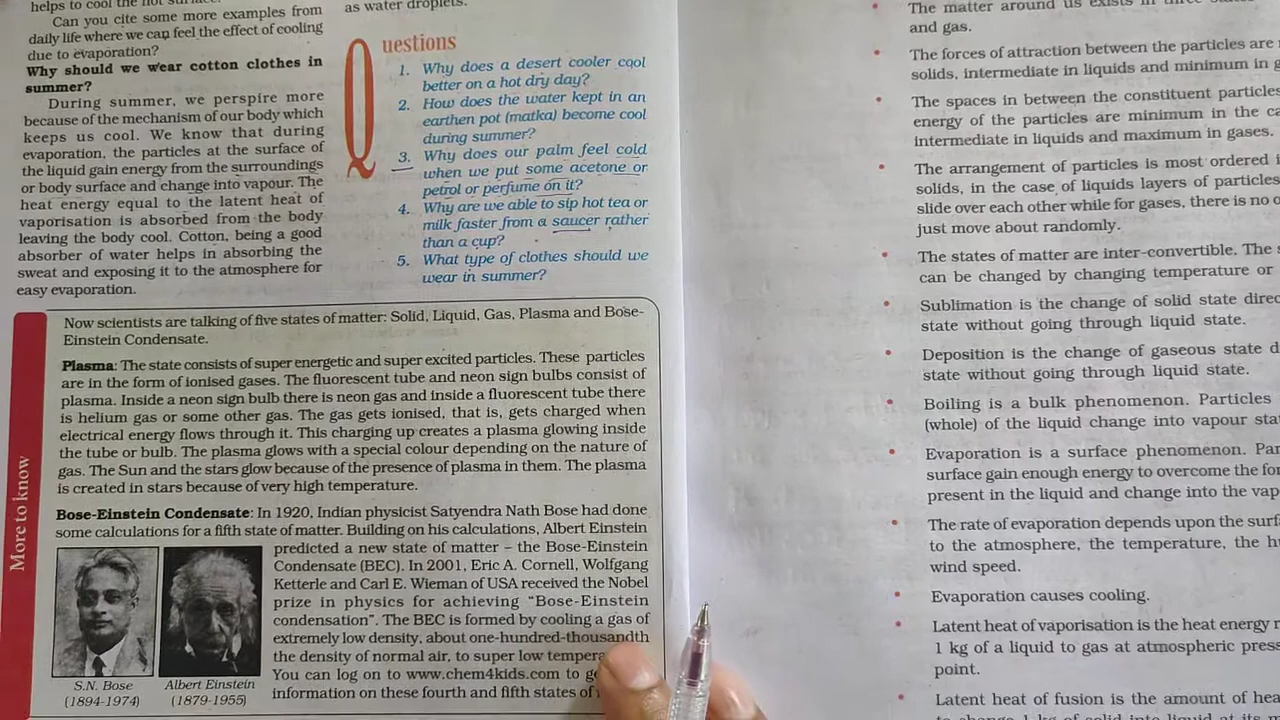 helps to cool the hot surface.
Can you cite some more examples from
daily life where we can feel the effect of cooling
due to evaporation?
Why should we wear cotton clothes in
summer?
During summer, we perspire more
because of the mechanism of our body which
keeps us cool. We know that during
evaporation, the particles at the surface of
the liquid gain energy from the surroundings
or body surface and change into vapour. The
heat energy equal to the latent heat of
vaporisation is absorbed from the body
leaving the body cool. Cotton, being a good
absorber of water helps in absorbing the
sweat and exposing it to the atmosphere for
easy evaporation.
as water droplets.
Questions
1. Why does a desert cooler cool
better on a hot dry day?
2. How does the water kept in an
earthen pot (matka) become cool
during summer?
3. Why does our palm feel cold
when we put some acetone or
petrol or perfume on it?
4. Why are we able to sip hot tea or
milk faster from a saucer rather
than a cup?
5. What type of clothes should we
wear in summer?
More to know
Now scientists are talking of five states of matter: Solid, Liquid, Gas, Plasma and Bose-
Einstein Condensate.
Plasma: The state consists of super energetic and super excited particles. These particles
are in the form of ionised gases. The fluorescent tube and neon sign bulbs consist of
plasma. Inside a neon sign bulb there is neon gas and inside a fluorescent tube there
is helium gas or some other gas. The gas gets ionised, that is, gets charged when
electrical energy flows through it. This charging up creates a plasma glowing inside
the tube or bulb. The plasma glows with a special colour depending on the nature of
gas. The Sun and the stars glow because of the presence of plasma in them. The plasma
is created in stars because of very high temperature.
Bose-Einstein Condensate: In 1920, Indian physicist Satyendra Nath Bose had done
some calculations for a fifth state of matter. Building on his calculations, Albert Einstein
predicted a new state of matter – the Bose-Einstein
Condensate (BEC). In 2001, Eric A. Cornell, Wolfgang
Ketterle and Carl E. Wieman of USA received the Nobel
prize in physics for achieving "Bose-Einstein
condensation". The BEC is formed by cooling a gas of
extremely low density, about one-hundred-thousandth
the density of normal air, to super low
You can log on to www.chem4kids.com to
information on these fourth and fifth states of
S.N. Bose
(1894-1974)
Albert Einstein
(1879-1955)
• The matter around us exists in three
and gas.
• The forces of attraction between the particles are
solids, intermediate in liquids and minimum in
• The spaces in between the constituent particles
energy of the particles are minimum in the
intermediate in liquids and maximum in gases.
• The arrangement of particles is most ordered
solids, in the case of liquids layers of particles
slide over each other while for gases, there is no
just move about randomly.
• The states of matter are inter-convertible. The
can be changed by changing temperature or
• Sublimation is the change of solid state
state without going through liquid state.
• Deposition is the change of gaseous state
state without going through liquid state.
• Boiling is a bulk phenomenon. Particles
(whole) of the liquid change into vapour
• Evaporation is a surface phenomenon.
surface gain enough energy to overcome the
present in the liquid and change into the
• The rate of evaporation depends upon the
to the atmosphere, the temperature, the
wind speed.
• Evaporation causes cooling.
• Latent heat of vaporisation is the heat energy
1 kg of a liquid to gas at atmospheric
point.
• Latent heat of fusion is the amount of